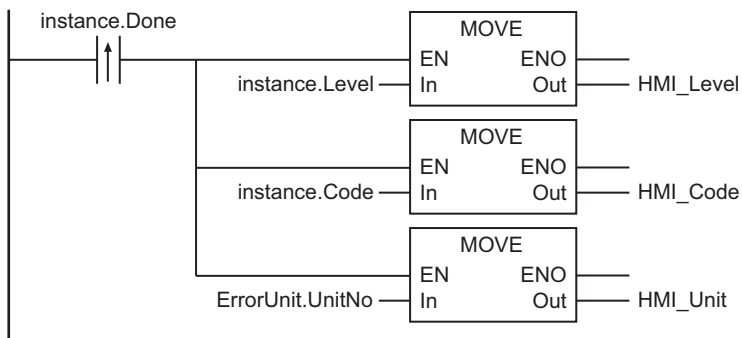 instance.Done
MOVE
EN ENO
instance.Level In Out HMI_Level
MOVE
EN ENO
instance.Code In Out HMI_Code
MOVE
EN ENO
ErrorUnit.UnitNo In Out HMI_Unit